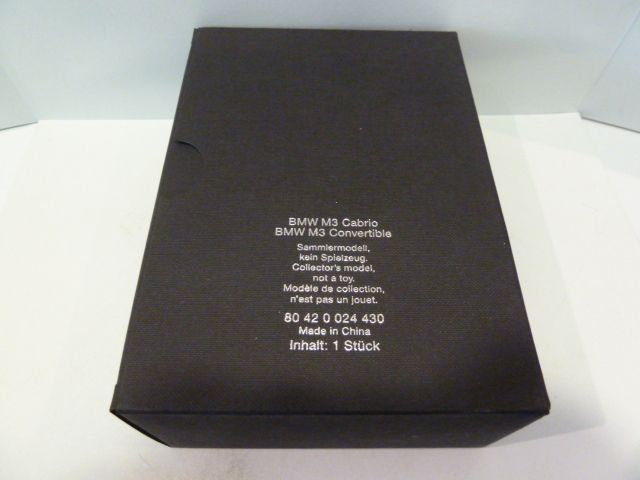 BMW M3 Cabrio
BMW M3 Convertible
Sammlermodell,
kein Spielzeug.
Collector's model,
not a toy.
Modèle de collection,
n'est pas un jouet.
80 42 0 024 430
Made in China
Inhalt: 1 Stück